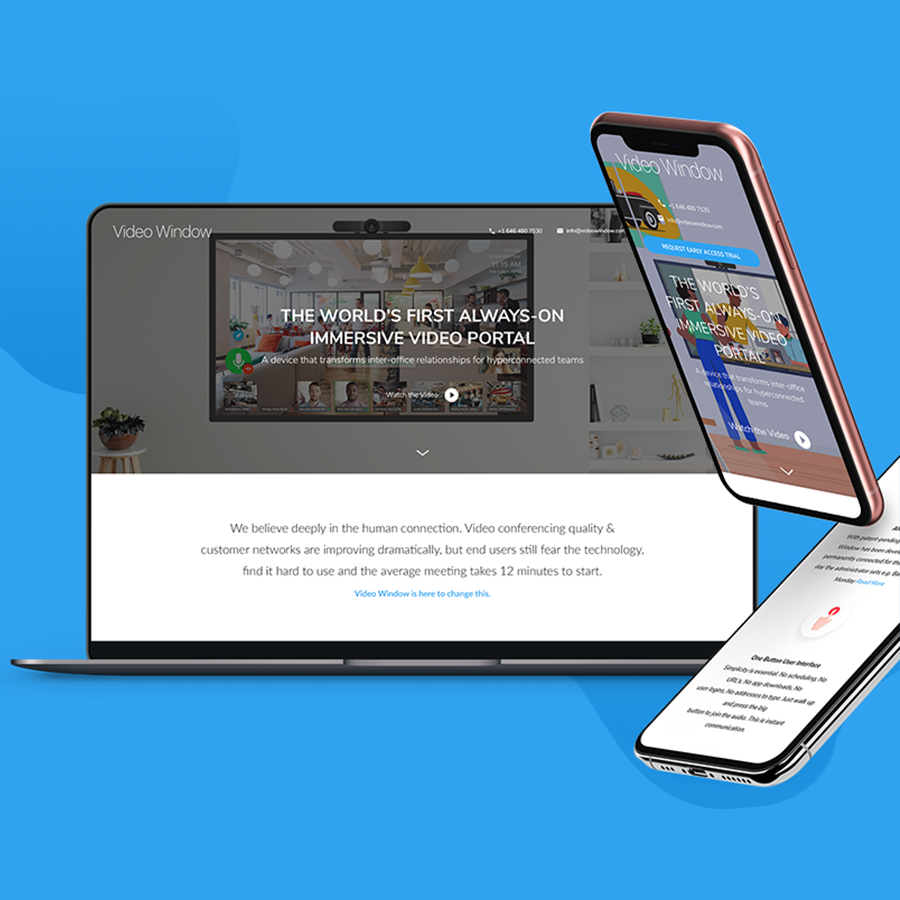 Video Window
+1 646 480 7530
info@videowindow.com
11:15 AM
THE WORLD'S FIRST ALWAYS-ON
IMMERSIVE VIDEO PORTAL
A device that transforms inter-office relationships for hyperconnected teams
Watch the Video
We believe deeply in the human connection. Video conferencing quality &
customer networks are improving dramatically, but end users still fear the technology,
find it hard to use and the average meeting takes 12 minutes to start.
Video Window is here to change this.
Video Window
+1 646 480 7530
info@videowindow.com
REQUEST EARLY ACCESS TRIAL
THE WORLD'S
FIRST ALWAYS-ON
IMMERSIVE VIDEO
PORTAL
A device that transforms inter-office
relationships for hyperconnected
teams
Watch the Video
With patent-pending
Window has been
permanently connected for the
day the administrator sets e.g.
Monday Read More
One Button User Interface
Simplicity is essential. No scheduling. No
URL's. No app downloads. No
user logins. No addresses to type. Just walk up
and press the big
button to join the audio. This is instant
communication.